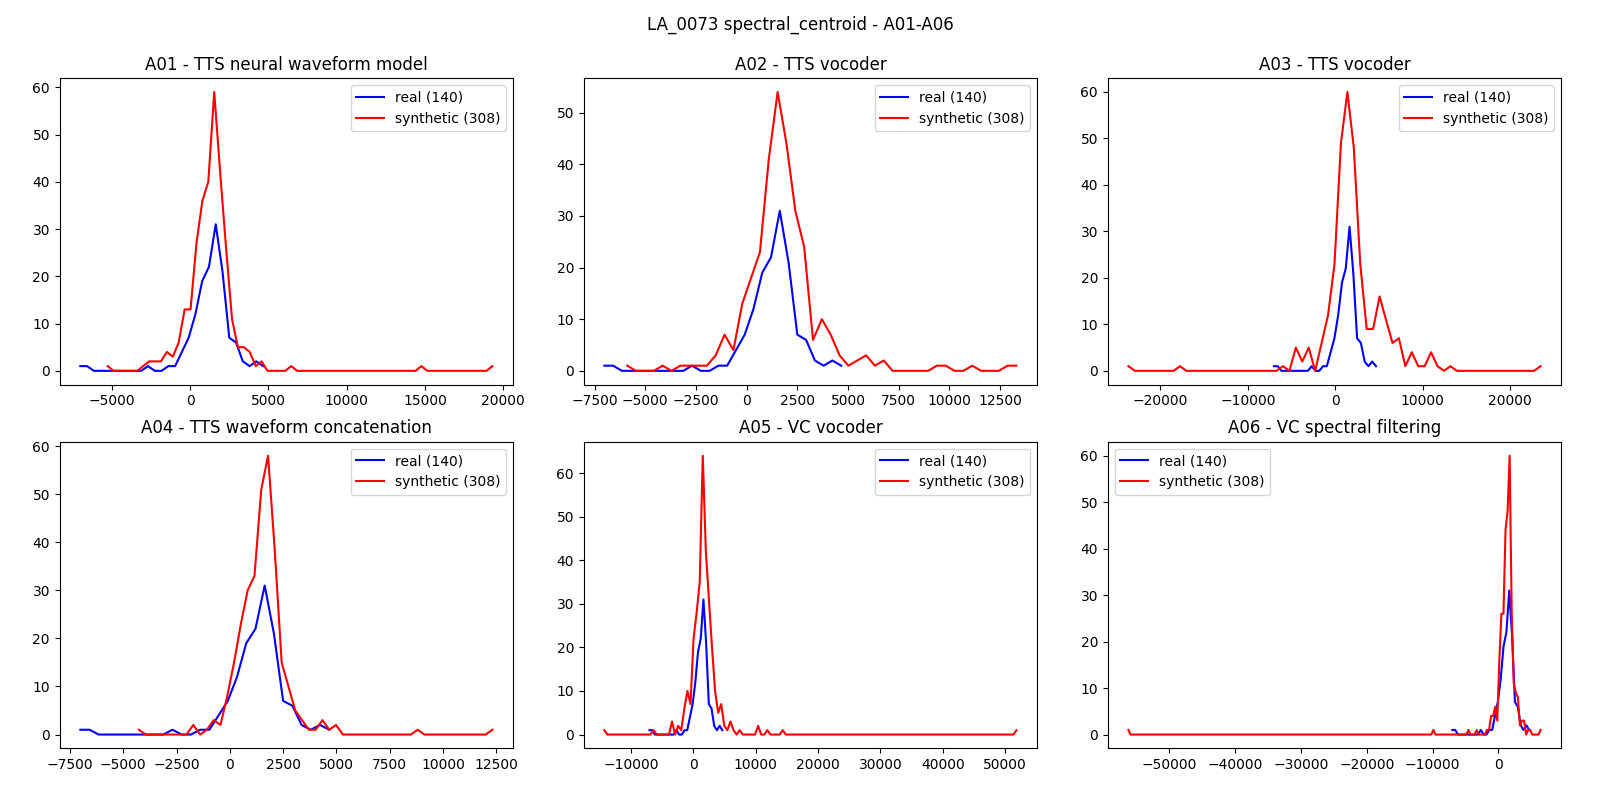 LA_0073 spectral_centroid - A01-A06
A01 - TTS neural waveform model
60
50
40
30
20
10
0
real (140)
synthetic (308)
−5000 0 5000 10000 15000 20000
A02 - TTS vocoder
50
40
30
20
10
0
real (140)
synthetic (308)
−7500 −5000 −2500 0 2500 5000 7500 10000 12500
A03 - TTS vocoder
60
50
40
30
20
10
0
real (140)
synthetic (308)
−20000 −10000 0 10000 20000
A04 - TTS waveform concatenation
60
50
40
30
20
10
0
real (140)
synthetic (308)
−7500 −5000 −2500 0 2500 5000 7500 10000 12500
A05 - VC vocoder
60
50
40
30
20
10
0
real (140)
synthetic (308)
−10000 0 10000 20000 30000 40000 50000
A06 - VC spectral filtering
60
50
40
30
20
10
0
real (140)
synthetic (308)
−50000 −40000 −30000 −20000 −10000 0